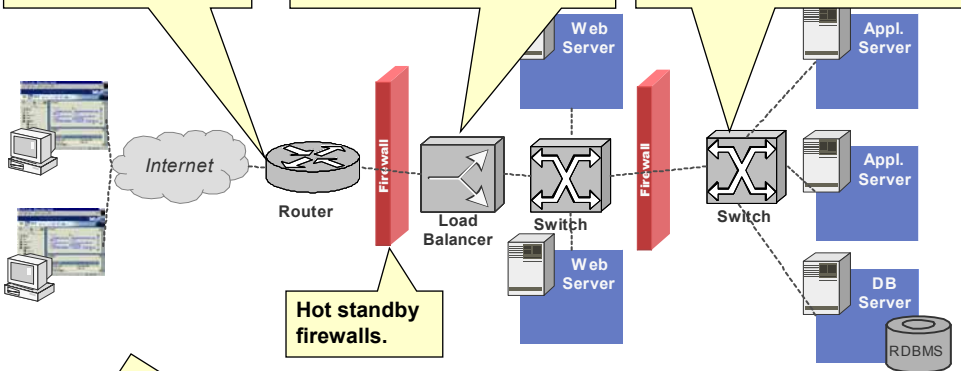 Web
Server
Appl.
Server
Internet
Router
Firewall
Load
Balancer
Switch
Firewall
Switch
Appl.
Server
Web
Server
Hot standby
firewalls.
DB
Server
RDBMS